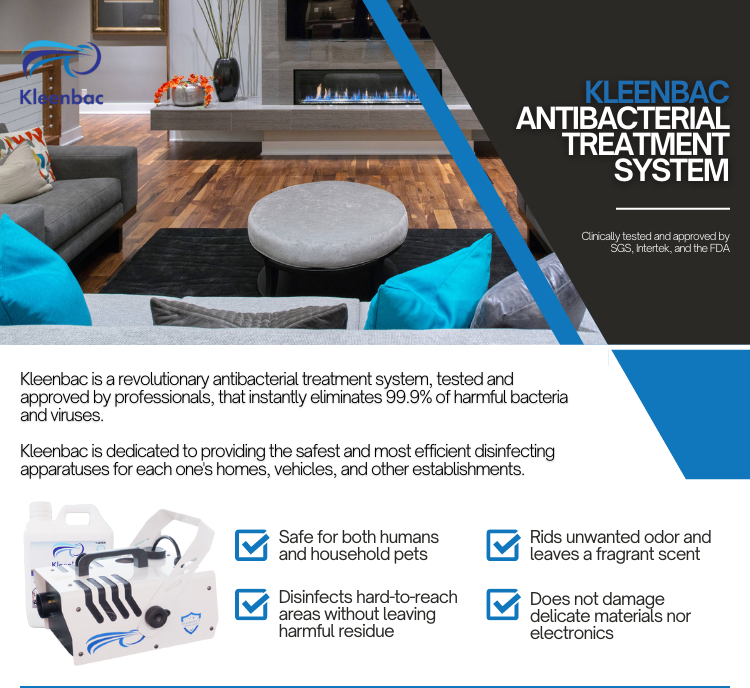 Kleenbac
KLEENBAC
ANTIBACTERIAL
TREATMENT
SYSTEM
Clinically tested and approved by
SGS, Intertek, and the FDA
Kleenbac is a revolutionary antibacterial treatment system, tested and
approved by professionals, that instantly eliminates 99.9% of harmful bacteria
and viruses.
Kleenbac is dedicated to providing the safest and most efficient disinfecting
apparatuses for each one's homes, vehicles, and other establishments.
Safe for both humans
and household pets
Disinfects hard-to-reach
areas without leaving
harmful residue
Rids unwanted odor and
leaves a fragrant scent
Does not damage
delicate materials nor
electronics